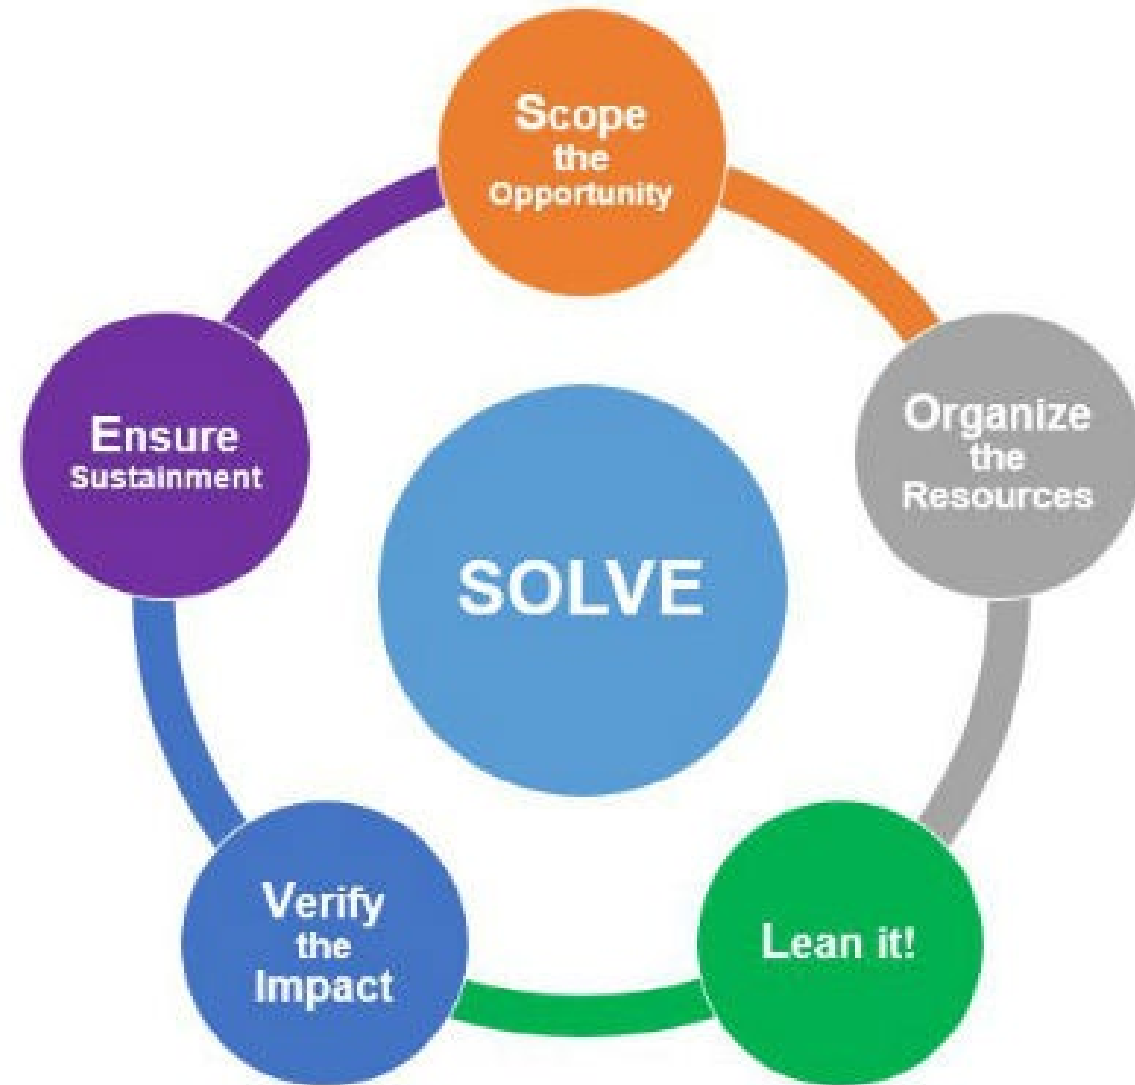 Scope
the
Opportunity
Organize
the
Resources
Lean it!
Verify
the
Impact
Ensure
Sustainment
SOLVE